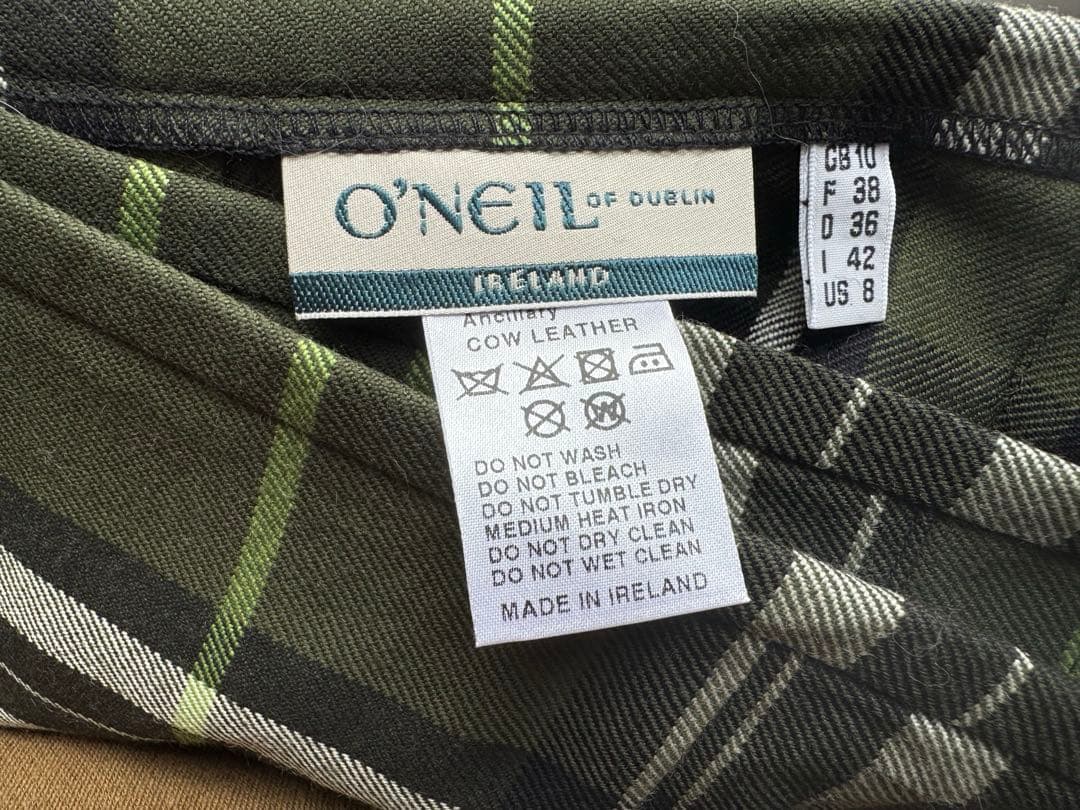 O'NEIL OF DUBLIN
IRELAND
Ancillary
COW LEATHER
W
DO NOT WASH
DO NOT BLEACH
DO NOT TUMBLE DRY
MEDIUM HEAT IRON
DO NOT DRY CLEAN
DO NOT WET CLEAN
MADE IN IRELAND
GB 10
F 38
D 36
I 42
US 8